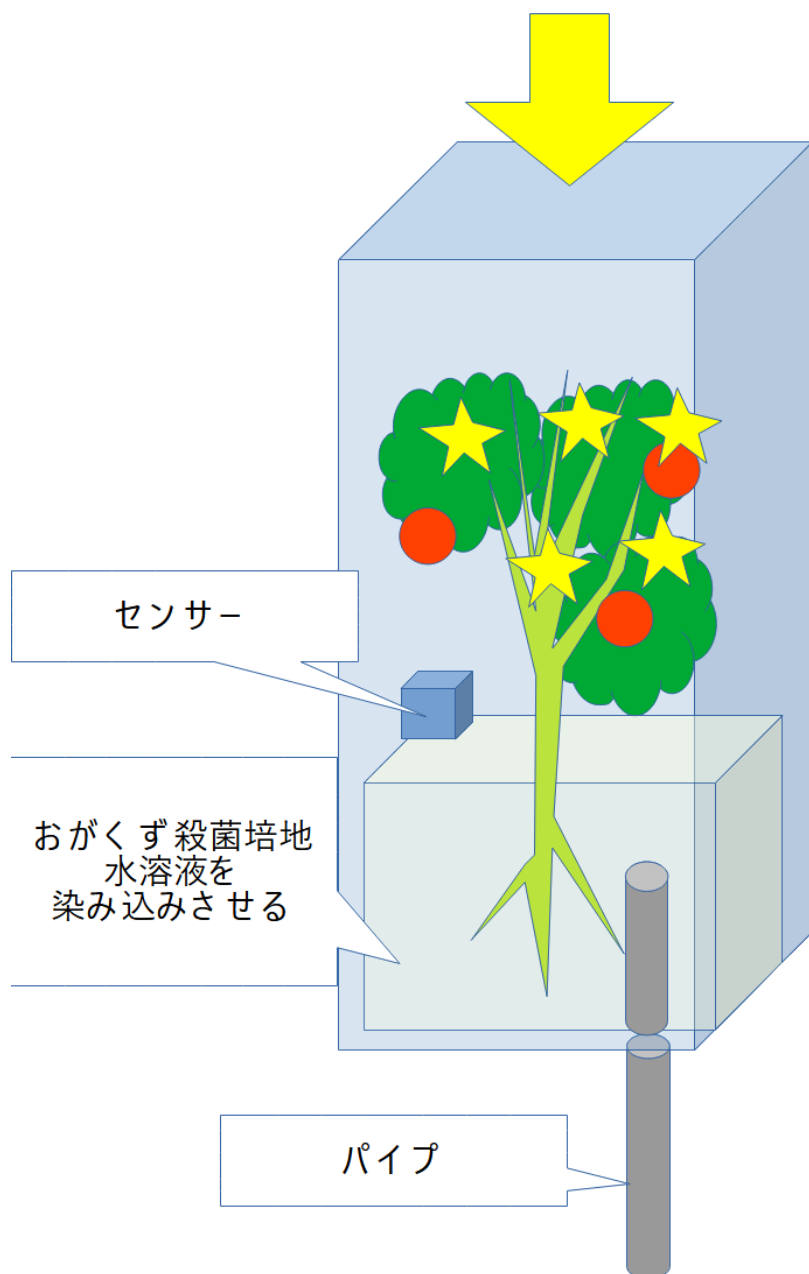 センサー
おがくず殺菌培地
水溶液を
染み込みさせる
パイプ